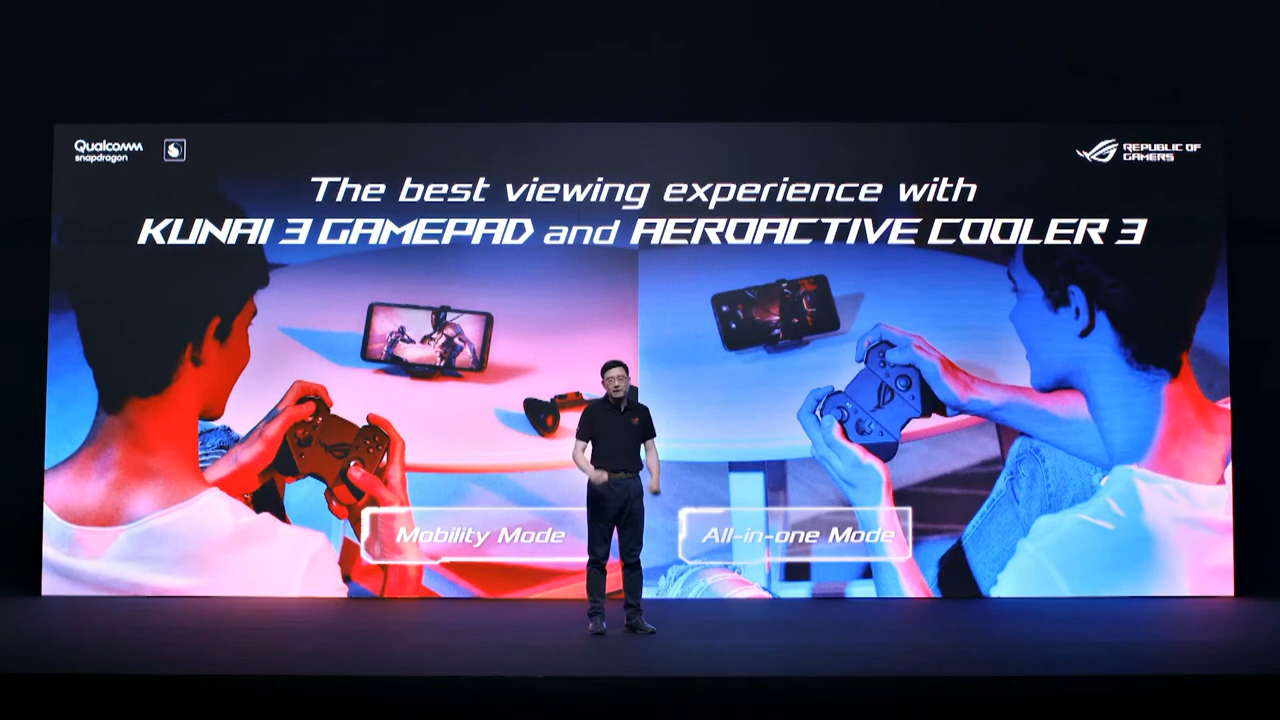 Qualcomm
snapdragon
REPUBLIC OF
GAMERS
The best viewing experience with
KUNAI 3 GAMEPAD and AEROACTIVE COOLER 3
Mobility Mode
All-in-one Mode